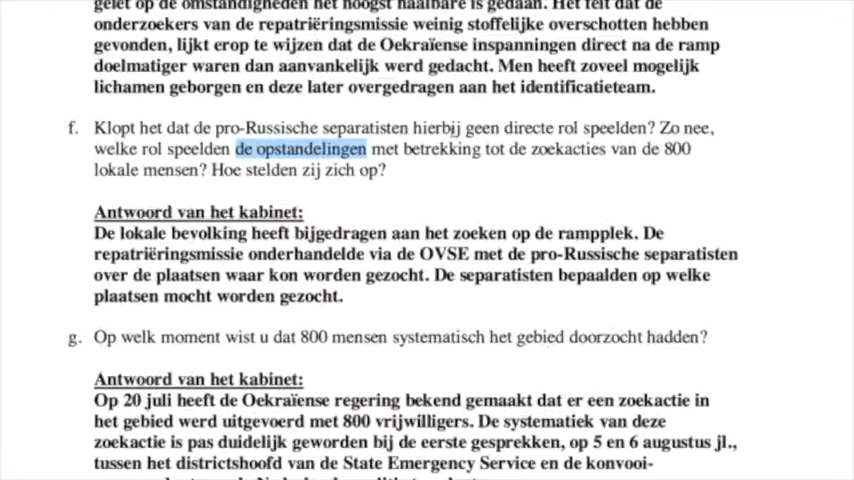 gelet op de omstandigheden het hoogst haalbare is gedaan. Het feit dat de
onderzoekers van de repatriëringsmissie weinig stoffelijke overschotten hebben
gevonden, lijkt erop te wijzen dat de Oekraïense inspanningen direct na de ramp
doelmatiger waren dan aanvankelijk werd gedacht. Men heeft zoveel mogelijk
lichamen geborgen en deze later overgedragen aan het identificatieteam.
f. Klopt het dat de pro-Russische separatisten hierbij geen directe rol speelden? Zo nee,
welke rol speelden de opstandelingen met betrekking tot de zoekacties van de 800
lokale mensen? Hoe stelden zij zich op?
Antwoord van het kabinet:
De lokale bevolking heeft bijgedragen aan het zoeken op de rampplek. De
repatriëringsmissie onderhandelde via de OVSE met de pro-Russische separatisten
over de plaatsen waar kon worden gezocht. De separatisten bepaalden op welke
plaatsen mocht worden gezocht.
g. Op welk moment wist u dat 800 mensen systematisch het gebied doorzocht hadden?
Antwoord van het kabinet:
Op 20 juli heeft de Oekraïense regering bekend gemaakt dat er een zoekactie in
het gebied werd uitgevoerd met 800 vrijwilligers. De systematiek van deze
zoekactie is pas duidelijk geworden bij de eerste gesprekken, op 5 en 6 augustus jl.,
tussen het districtshoofd van de State Emergency Service en de konvooi-